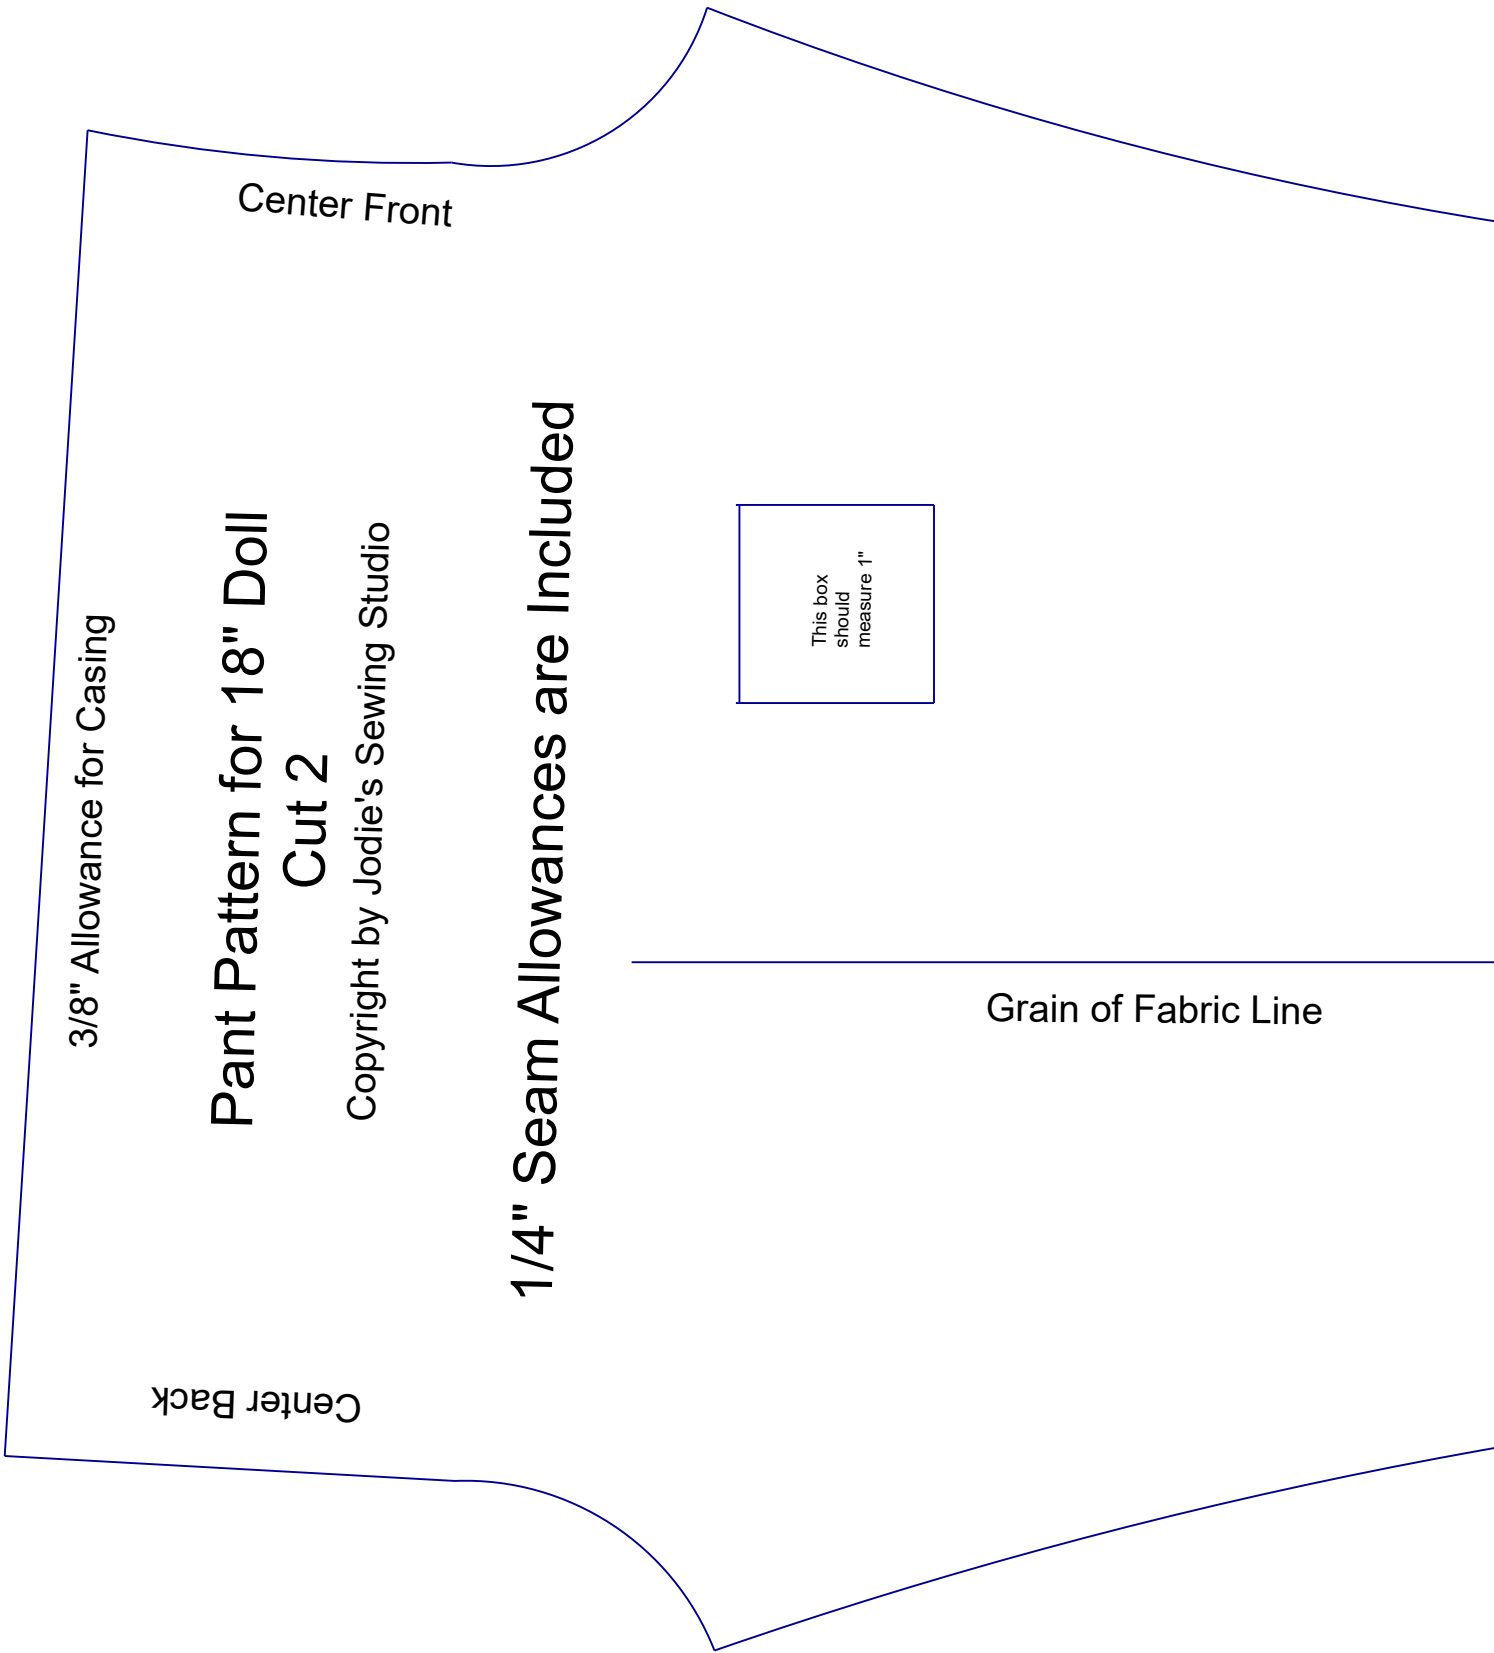 Center Front
3/8" Allowance for Casing
Pant Pattern for 18" Doll
Cut 2
Copyright by Jodie's Sewing Studio
1/4" Seam Allowances are Included
This box
should
measure 1"
Grain of Fabric Line
Center Back